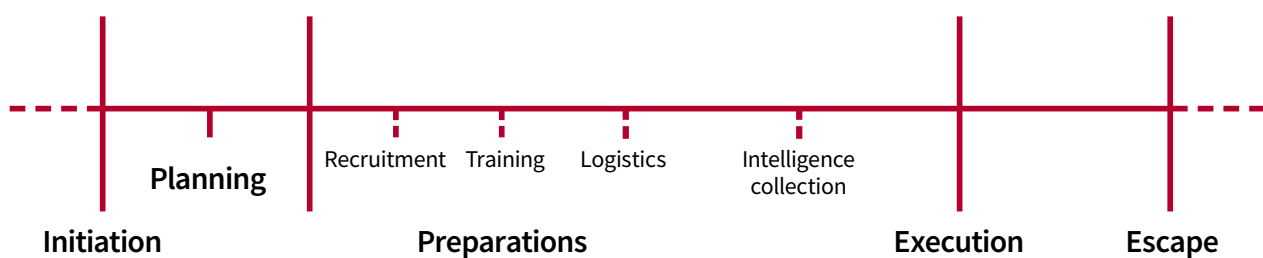 Recruitment
Training
Logistics
Intelligence
collection
Planning
Initiation
Preparations
Execution
Escape